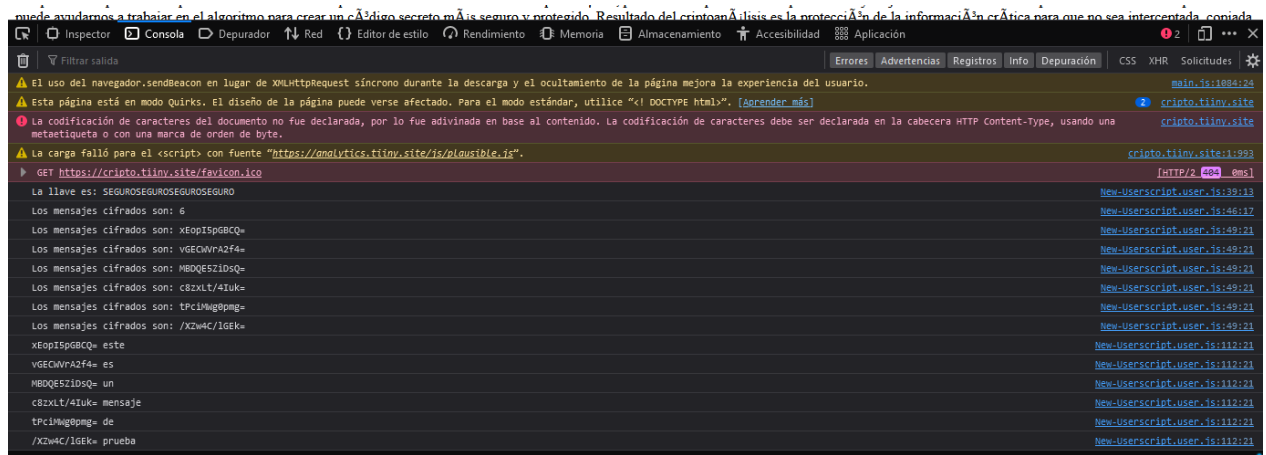 puede ayudarnos a trabajar en el algoritmo para crear un cÃ³digo secreto mÃ¡s seguro y protegido. Resultado del criptoanÃ¡lisis es la protecciÃ³n de la informaciÃ³n crÃ­tica para que no sea interceptada, copiada
Inspector Consola Depurador Red Editor de estilo Rendimiento Memoria Almacenamiento Accesibilidad Aplicación 2
Filtrar salida Errores Advertencias Registros Info Depuración CSS XHR Solicitudes
El uso del navegador.sendBeacon en lugar de XMLHttpRequest síncrono durante la descarga y el ocultamiento de la página mejora la experiencia del usuario. main.js:1084:24
Esta página está en modo Quirks. El diseño de la página puede verse afectado. Para el modo estándar, utilice “<! DOCTYPE html>”. [Aprender más] 2 cripto.tiiny.site
La codificación de caracteres del documento no fue declarada, por lo fue adivinada en base al contenido. La codificación de caracteres debe ser declarada en la cabecera HTTP Content-Type, usando una cripto.tiiny.site
metaetiqueta o con una marca de orden de byte.
La carga falló para el <script> con fuente “https://analytics.tiiny.site/js/plausible.js”. cripto.tiiny.site:1:993
GET https://cripto.tiiny.site/favicon.ico [HTTP/2 404 0ms]
La llave es: SEGUROSEGUROSEGUROSEGURO New-Userscript.user.js:39:13
Los mensajes cifrados son: 6 New-Userscript.user.js:46:17
Los mensajes cifrados son: xEopI5pGBCQ= New-Userscript.user.js:49:21
Los mensajes cifrados son: vGECWVrA2f4= New-Userscript.user.js:49:21
Los mensajes cifrados son: MBDQE5ZiDsQ= New-Userscript.user.js:49:21
Los mensajes cifrados son: c8zxLt/4Iuk= New-Userscript.user.js:49:21
Los mensajes cifrados son: tPciMWg0pmg= New-Userscript.user.js:49:21
Los mensajes cifrados son: /XZw4C/lGEk= New-Userscript.user.js:49:21
xEopI5pGBCQ= este New-Userscript.user.js:112:21
vGECWVrA2f4= es New-Userscript.user.js:112:21
MBDQE5ZiDsQ= un New-Userscript.user.js:112:21
c8zxLt/4Iuk= mensaje New-Userscript.user.js:112:21
tPciMWg0pmg= de New-Userscript.user.js:112:21
/XZw4C/lGEk= prueba New-Userscript.user.js:112:21